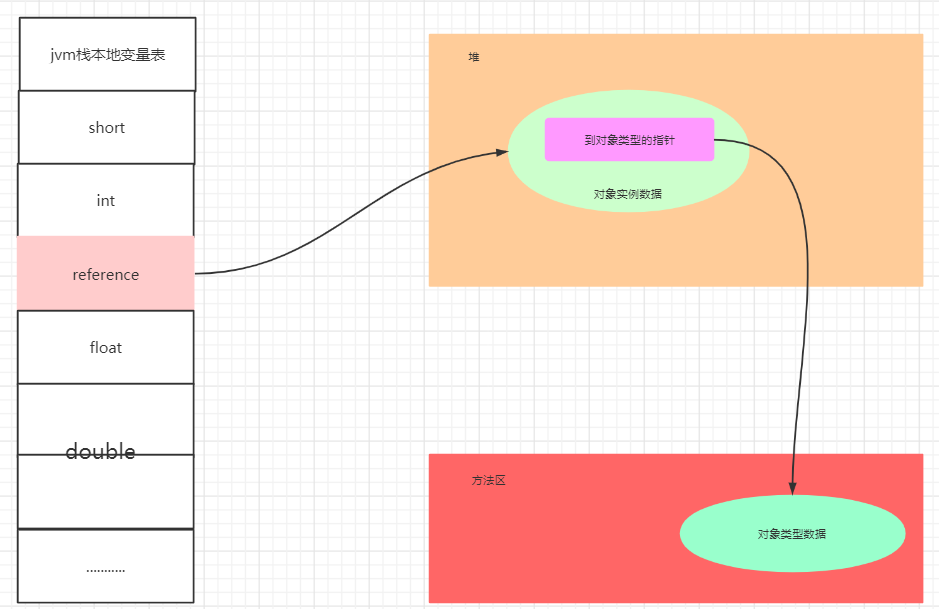 jvm栈本地变量表
short
int
reference
float
double
...........
堆
到对象类型的指针
对象实例数据
方法区
对象类型数据